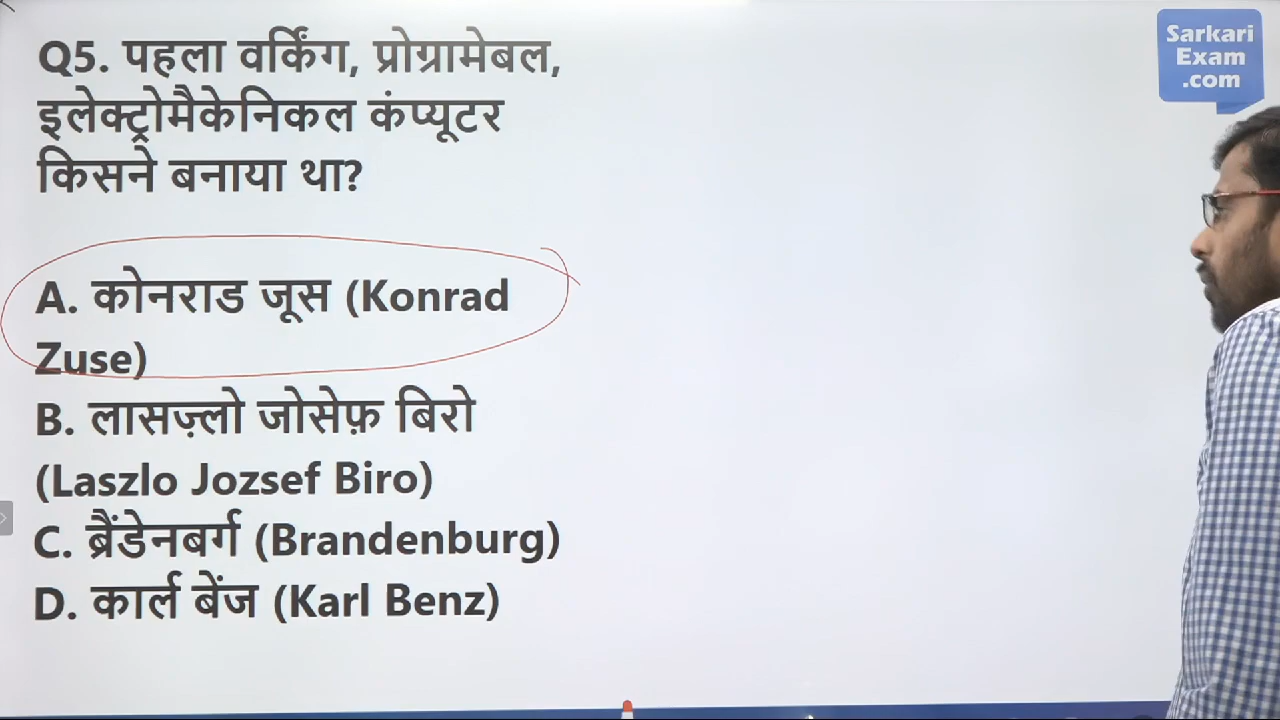 Q5. पहला वर्किंग, प्रोग्रामेबल,
इलेक्ट्रोमैकेनिकल कंप्यूटर
किसने बनाया था?
A. कोनराड जूस (Konrad
Zuse)
B. लासज़्लो जोसेफ़ बिरो
(Laszlo Jozsef Biro)
C. ब्रैंडेनबर्ग (Brandenburg)
D. कार्ल बेंज (Karl Benz)
Sarkari
Exam
.com